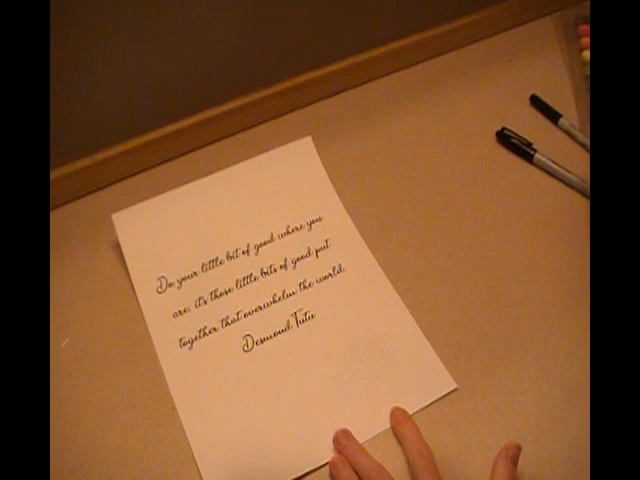 Do your little bit of good where you
are. it's those little bits of good put
together that overwhelm the world.
Desmond Tutu